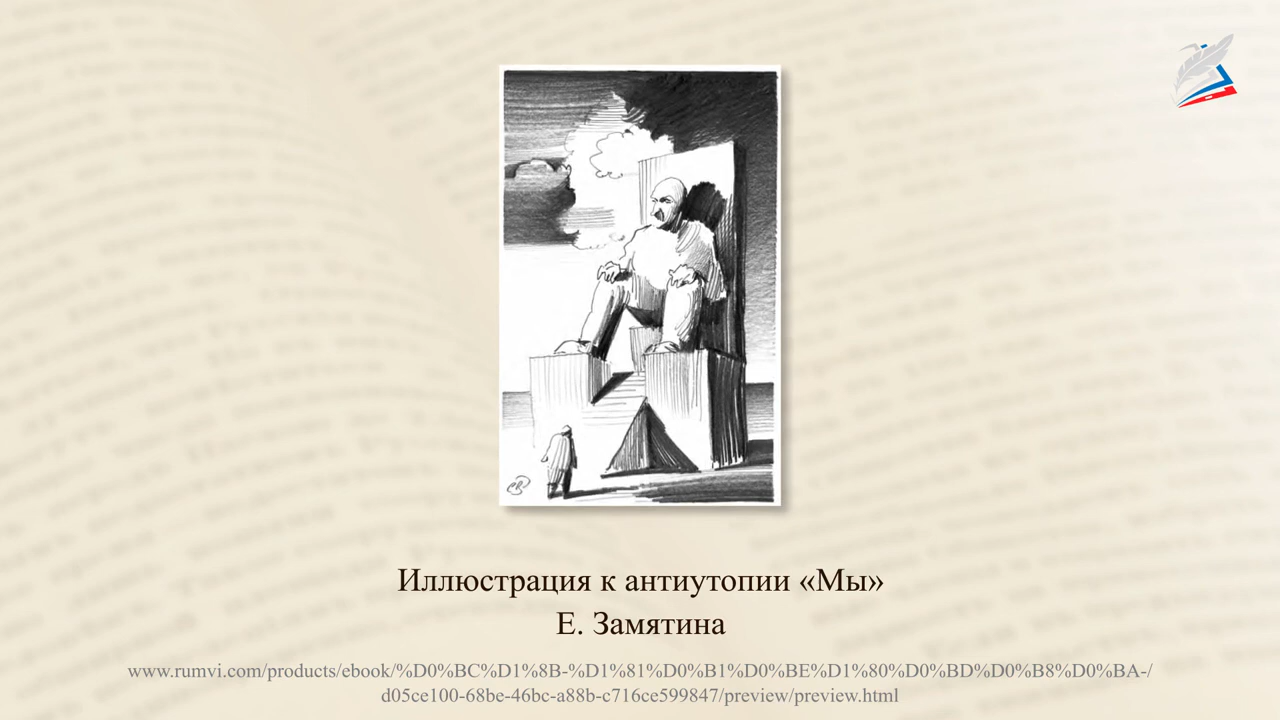 Иллюстрация к антиутопии «Мы»
Е. Замятина
www.rumvi.com/products/ebook/%D0%BC%D1%8B-%D1%81%D0%B1%D0%BE%D1%80%D0%BD%D0%B8%D0%BA-/
d05ce100-68be-46bc-a88b-c716ce599847/preview/preview.html